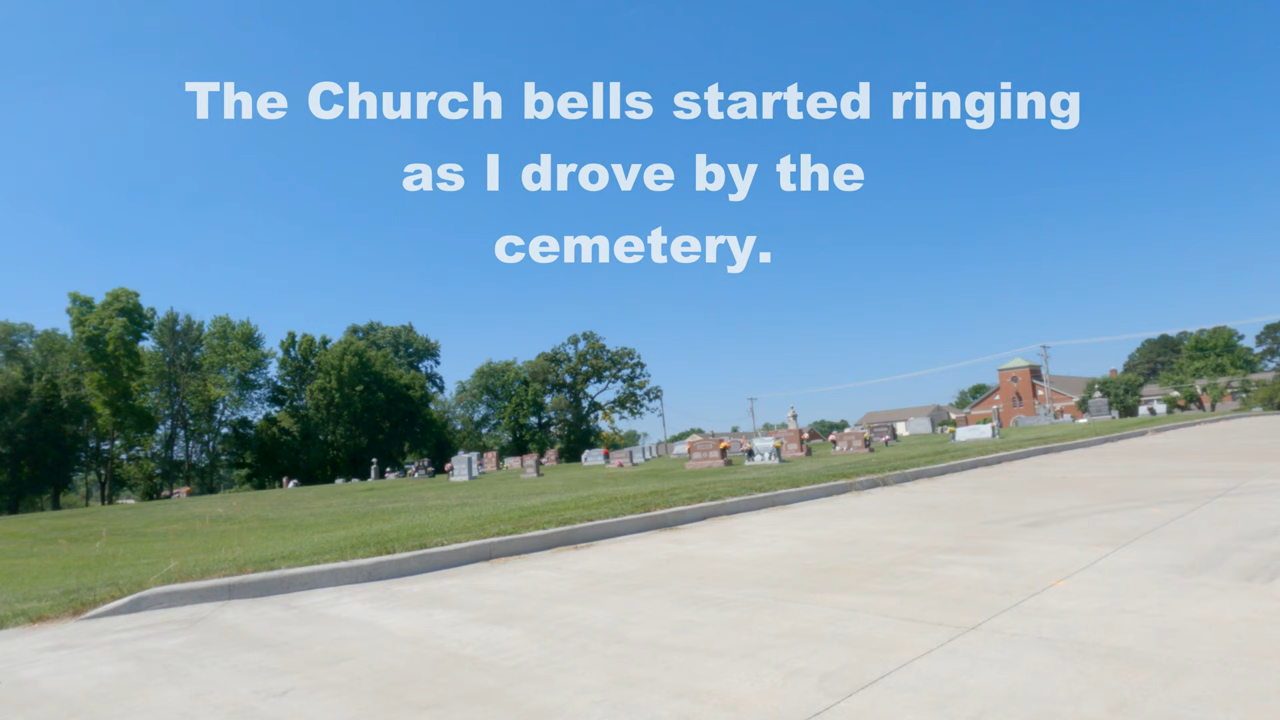 The Church bells started ringing
as I drove by the
cemetery.